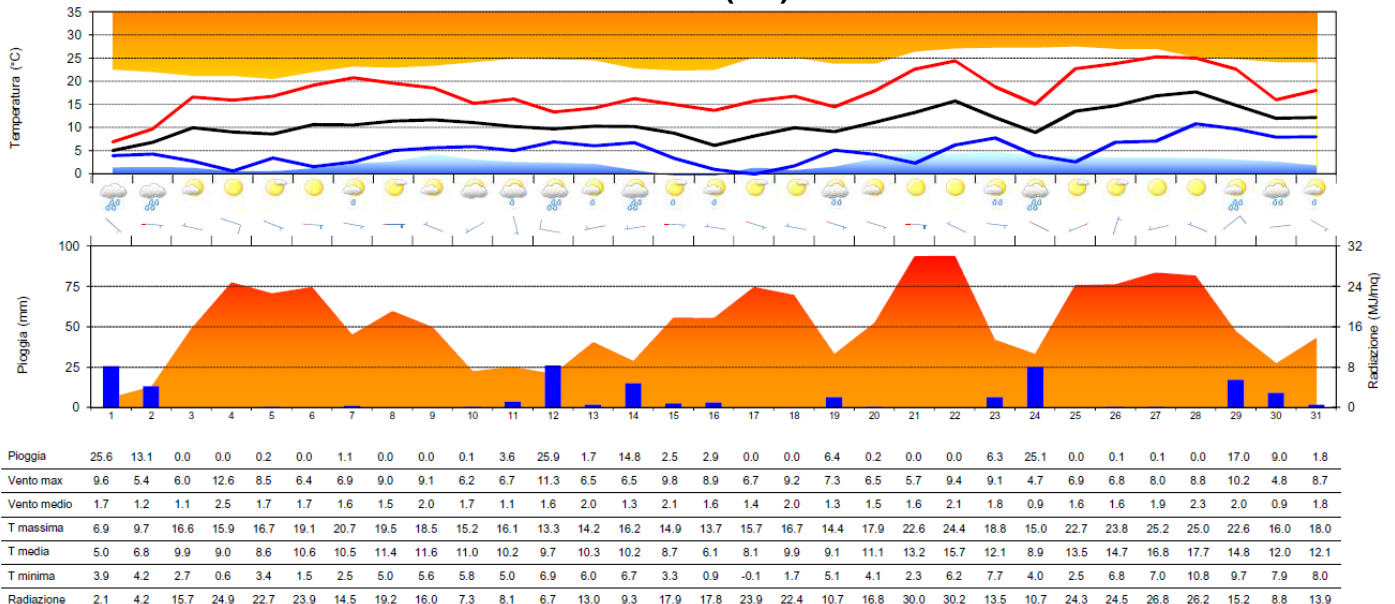 35
30
25
20
15
10
5
0
Temperatura (°C)
100
75
50
25
0
Pioggia (mm)
32
24
16
8
0
Radiazione (MJ/mq)
1 2 3 4 5 6 7 8 9 10 11 12 13 14 15 16 17 18 19 20 21 22 23 24 25 26 27 28 29 30 31
Pioggia 25.6 13.1 0.0 0.0 0.2 0.0 1.1 0.0 0.0 0.1 3.6 25.9 1.7 14.8 2.5 2.9 0.0 0.0 6.4 0.2 0.0 0.0 6.3 25.1 0.0 0.1 0.1 0.0 17.0 9.0 1.8
Vento max 9.6 5.4 6.0 12.6 8.5 6.4 6.9 9.0 9.1 6.2 6.7 11.3 6.5 6.5 9.8 8.9 6.7 9.2 7.3 6.5 5.7 9.4 9.1 4.7 6.9 6.8 8.0 8.8 10.2 4.8 8.7
Vento medio 1.7 1.2 1.1 2.5 1.7 1.7 1.6 1.5 2.0 1.7 1.1 1.6 2.0 1.3 2.1 1.6 1.4 2.0 1.3 1.5 1.6 2.1 1.8 0.9 1.6 1.6 1.9 2.3 2.0 0.9 1.8
T massima 6.9 9.7 16.6 15.9 16.7 19.1 20.7 19.5 18.5 15.2 16.1 13.3 14.2 16.2 14.9 13.7 15.7 16.7 14.4 17.9 22.6 24.4 18.8 15.0 22.7 23.8 25.2 25.0 22.6 16.0 18.0
T media 5.0 6.8 9.9 9.0 8.6 10.6 10.5 11.4 11.6 11.0 10.2 9.7 10.3 10.2 8.7 6.1 8.1 9.9 9.1 11.1 13.2 15.7 12.1 8.9 13.5 14.7 16.8 17.7 14.8 12.0 12.1
T minima 3.9 4.2 2.7 0.6 3.4 1.5 2.5 5.0 5.6 5.8 5.0 6.9 6.0 6.7 3.3 0.9 -0.1 1.7 5.1 4.1 2.3 6.2 7.7 4.0 2.5 6.8 7.0 10.8 9.7 7.9 8.0
Radiazione 2.1 4.2 15.7 24.9 22.7 23.9 14.5 19.2 16.0 7.3 8.1 6.7 13.0 9.3 17.9 17.8 23.9 22.4 10.7 16.8 30.0 30.2 13.5 10.7 24.3 24.5 26.8 26.2 15.2 8.8 13.9